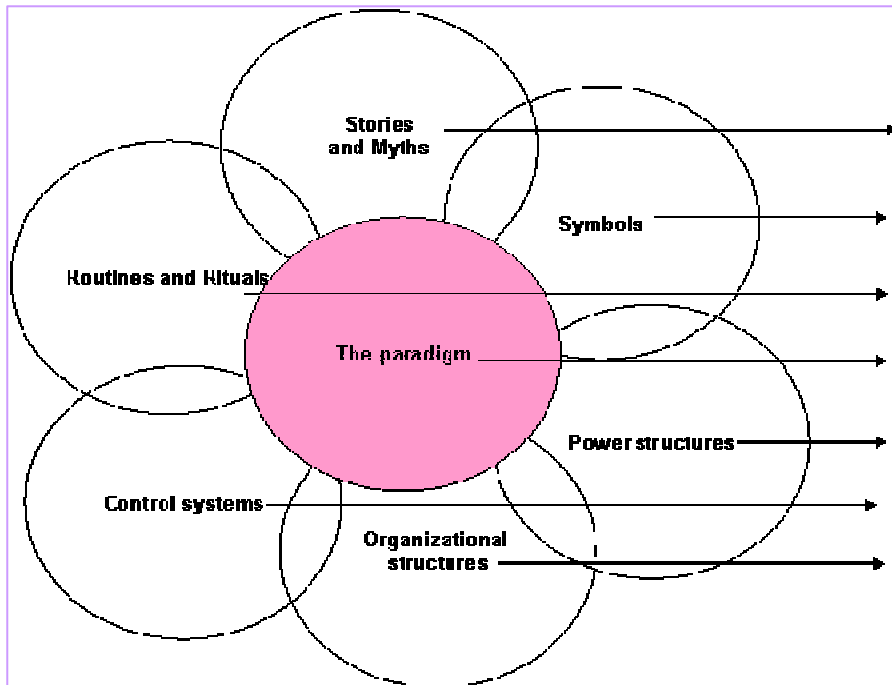 Stories
and Myths
Symbols
Routines and Rituals
The paradigm
Power structures
Control systems
Organizational
structures